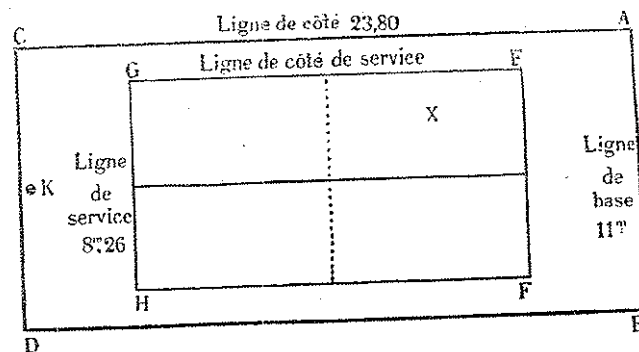 C Ligne de côté 23,80 A
G Ligne de côté de service E
X
Ligne
de
service
8m,26
K
Ligne
de
base
11m
H F
D B